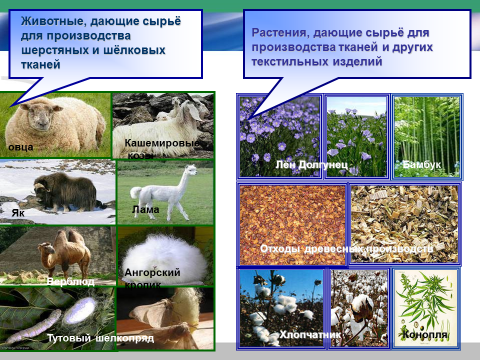 Животные, дающие сырьё
для производства
шерстяных и шёлковых
тканей
Растения, дающие сырьё для
производства тканей и других
текстильных изделий
овца
Кашемировые
козы
Як
Лама
Верблюд
Ангорский
кролик
Тутовый шелкопряд
Лён Долгунец
Бамбук
Отходы древесных производств
Хлопчатник
Конопля